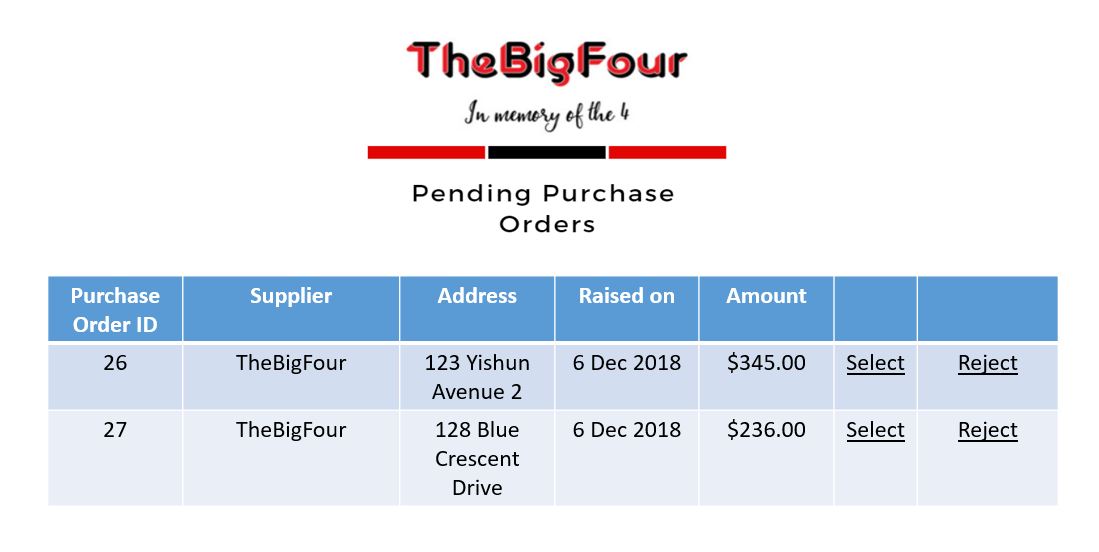 TheBigFour
In memory of the 4
Pending Purchase
Orders
Purchase Order ID Supplier Address Raised on Amount
26 TheBigFour 123 Yishun Avenue 2 6 Dec 2018 $345.00 Select Reject
27 TheBigFour 128 Blue Crescent Drive 6 Dec 2018 $236.00 Select Reject